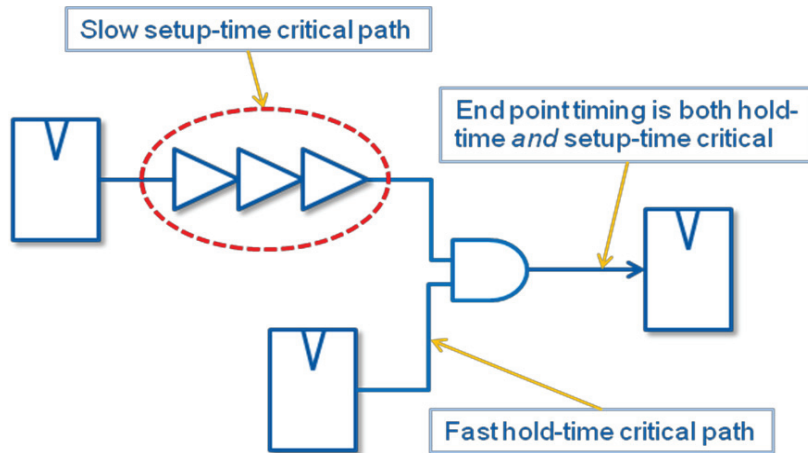 Slow setup-time critical path
End point timing is both hold-
time and setup-time critical
Fast hold-time critical path